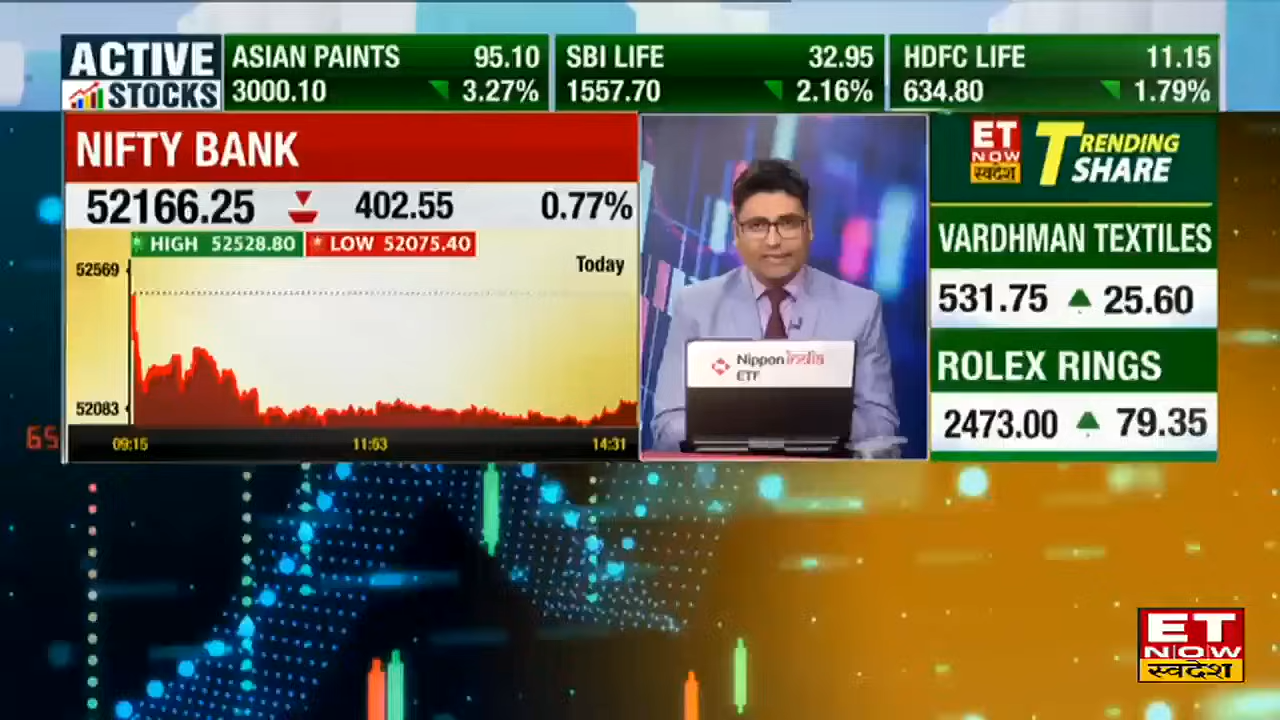 ACTIVE
STOCKS
ASIAN PAINTS 95.10
3000.10 3.27%
SBI LIFE 32.95
1557.70 2.16%
HDFC LIFE 11.15
634.80 1.79%
NIFTY BANK
52166.25 402.55 0.77%
HIGH 52528.80 LOW 52075.40
Today
52569
52083
09:15 11:53 14:31
Nippon india
ETF
ET
NOW
स्वदेश
TRENDING
SHARE
VARDHMAN TEXTILES
531.75 25.60
ROLEX RINGS
2473.00 79.35
65
ET
NOW
स्वदेश